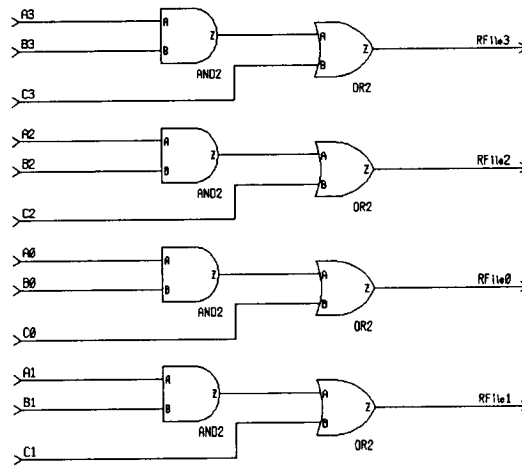 A3
A
Z
A
RFile3
B3
B
Z
AND2
B
C3
OR2
A2
A
Z
A
RFile2
B2
B
Z
AND2
B
C2
OR2
A0
A
Z
A
RFile0
B0
B
Z
AND2
B
C0
OR2
A1
A
Z
A
RFile1
B1
B
Z
AND2
B
C1
OR2